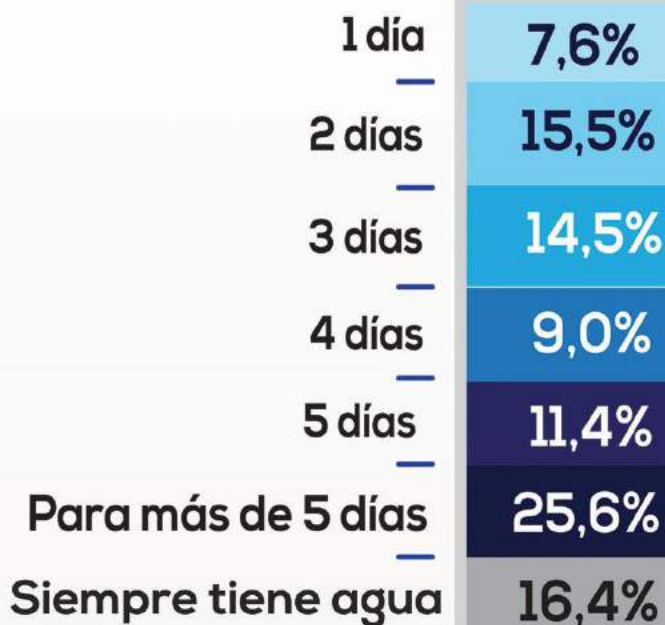 1 día 7,6%
2 días 15,5%
3 días 14,5%
4 días 9,0%
5 días 11,4%
Para más de 5 días 25,6%
Siempre tiene agua 16,4%